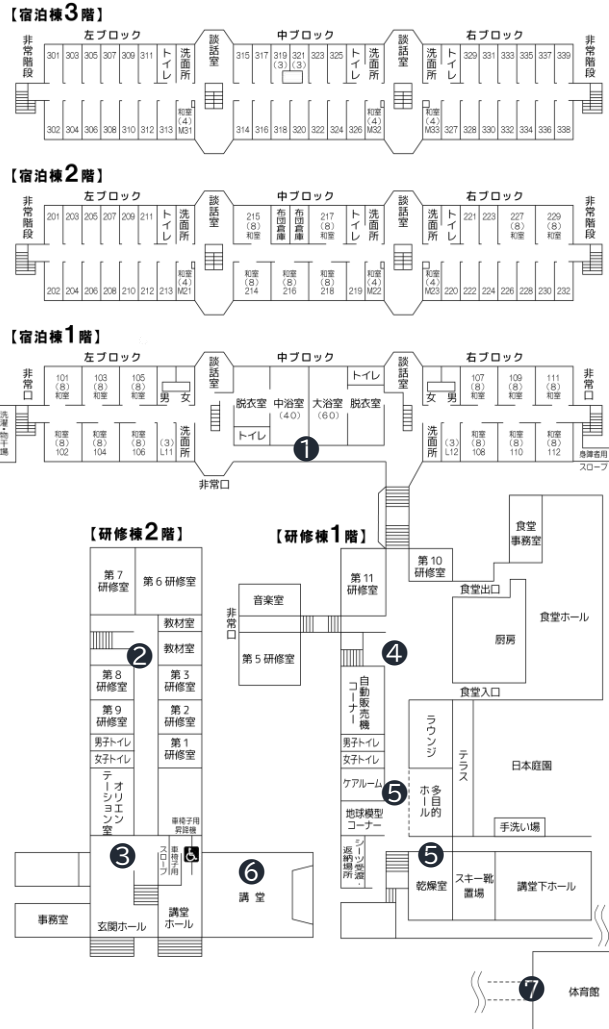 【宿泊棟3階】
左ブロック 中ブロック 右ブロック
非常階段
301 303 305 307 309 311 トイレ 洗面所
談話室
315 317 319(3) 321(3) 323 325 トイレ 洗面所
談話室
洗面所 トイレ 329 331 333 335 337 339
非常階段
302 304 306 308 310 312 313 和室(4)M31
314 316 318 320 322 324 326 和室(4)M32
和室(4)M33 327 328 330 332 334 336 338
【宿泊棟2階】
左ブロック 中ブロック 右ブロック
非常階段
201 203 205 207 209 211 トイレ 洗面所
談話室
215(8)和室 布団倉庫 布団倉庫 217(8)和室 トイレ 洗面所
談話室
洗面所 トイレ 221 223 227(8)和室 229(8)和室
非常階段
202 204 206 208 210 212 213 和室(4)M21
和室(8)214 和室(8)216 和室(8)218 219 和室(4)M22
和室(4)M23 220 222 224 226 228 230 232
【宿泊棟1階】
左ブロック 中ブロック 右ブロック
非常口
101(8)和室 103(8)和室 105(8)和室 男 女
談話室
脱衣室 中浴室(40) 大浴室(60) 脱衣室 トイレ
トイレ
談話室
女 男 107(8)和室 109(8)和室 111(8)和室
非常口
洗濯・物干場
和室(8)102 和室(8)104 和室(8)106 (3)L11 洗面所
1
洗面所 (3)L12 和室(8)108 和室(8)110 和室(8)112
身障者用スロープ
非常口
【研修棟2階】
第7研修室 第6研修室
教材室
教材室
2
第8研修室 第3研修室
第9研修室 第2研修室
男子トイレ 第1研修室
女子トイレ
オリエンテーション室
車椅子用昇降機
3
車椅子用スロープ
6
講堂
事務室 玄関ホール 講堂ホール
【研修棟1階】
第11研修室 第10研修室
音楽室
非常口
第5研修室
4
食堂事務室
食堂出口
食堂ホール
厨房
食堂入口
自動販売機コーナー
男子トイレ
女子トイレ
ケアルーム
5
地球模型コーナー
シーツ受渡・返納場所
ラウンジ
多目的ホール
テラス
日本庭園
手洗い場
5
乾燥室 スキー靴置場 講堂下ホール
7
体育館